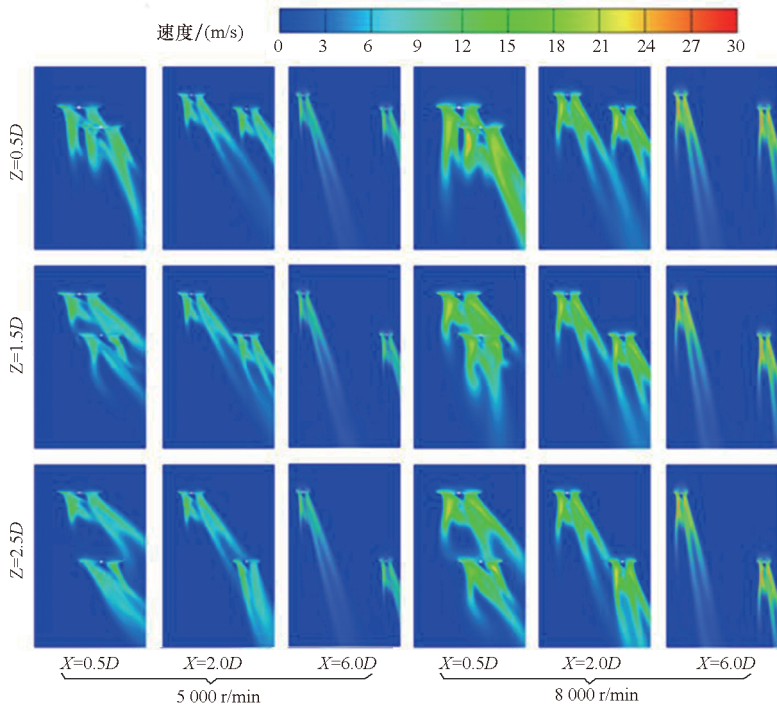 速度/(m/s)
0 3 6 9 12 15 18 21 24 27 30
Z=0.5D
Z=1.5D
Z=2.5D
X=0.5D X=2.0D X=6.0D X=0.5D X=2.0D X=6.0D
5 000 r/min 8 000 r/min